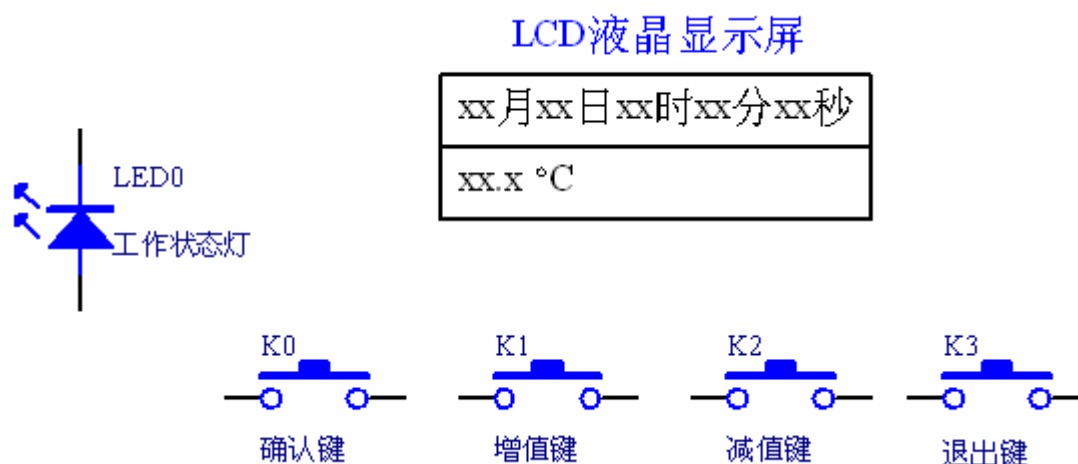 LCD液晶显示屏
xx月xx日xx时xx分xx秒
xx.x °C
LED0
工作状态灯
K0 K1 K2 K3
确认键 增值键 减值键 退出键